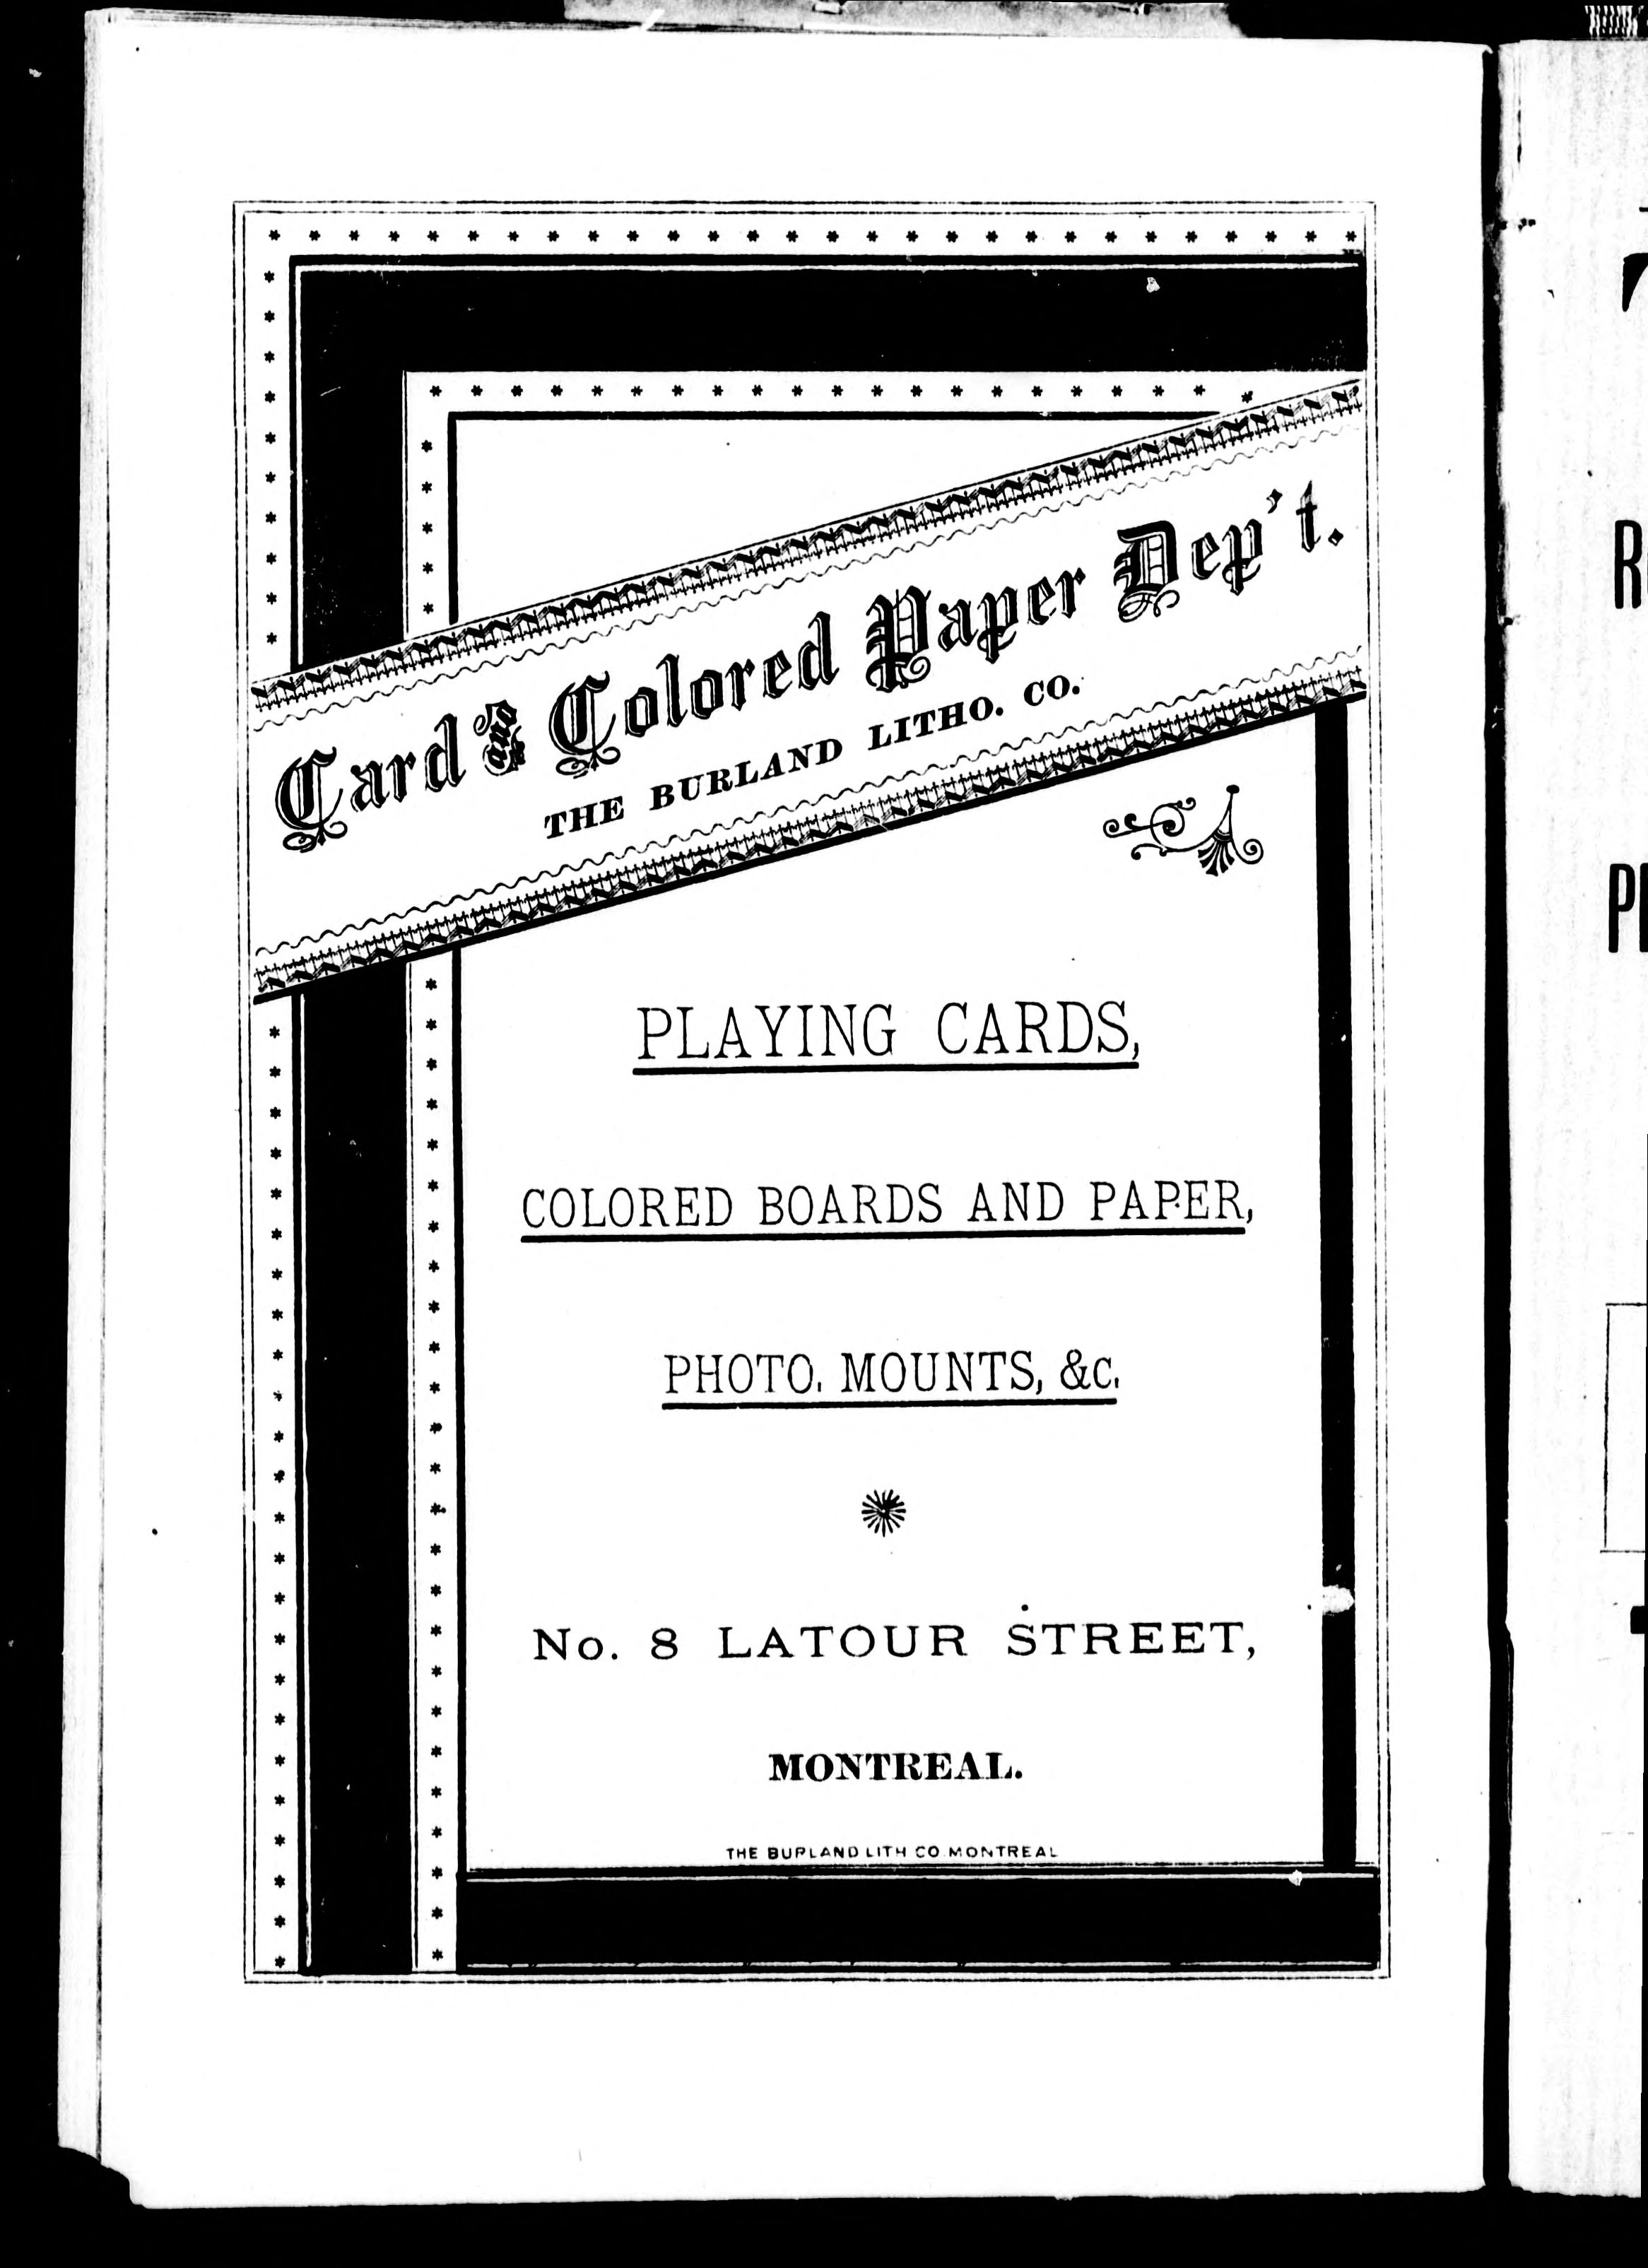 Card and Colored Paper Dep't.
THE BURLAND LITHO. CO.
PLAYING CARDS,
COLORED BOARDS AND PAPER,
PHOTO. MOUNTS, &c.
No. 8 LATOUR STREET,
MONTREAL.
THE BURLAND LITH CO. MONTREAL
R